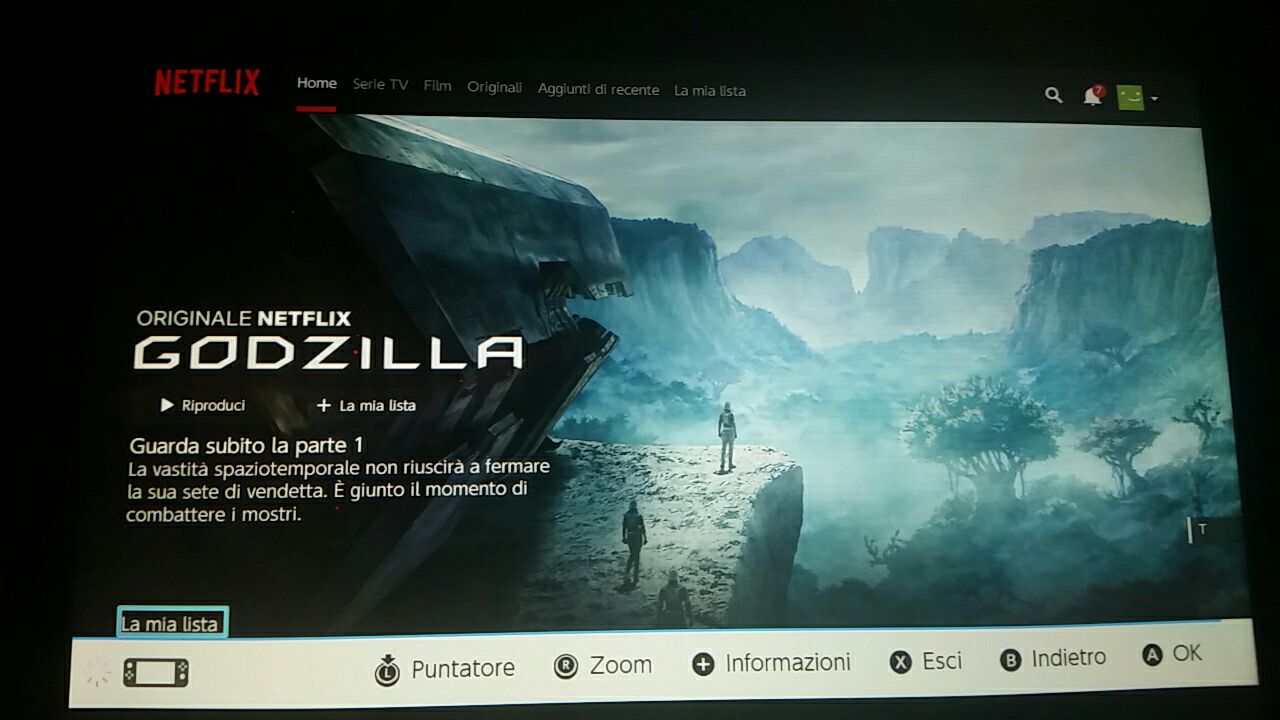 NETFLIX
Home Serie TV Film Originali Aggiunti di recente La mia lista
7
ORIGINALE NETFLIX
GODZILLA
Riproduci + La mia lista
Guarda subito la parte 1
La vastità spaziotemporale non riuscirà a fermare
la sua sete di vendetta. È giunto il momento di
combattere i mostri.
T
La mia lista
L Puntatore R Zoom + Informazioni X Esci B Indietro A OK